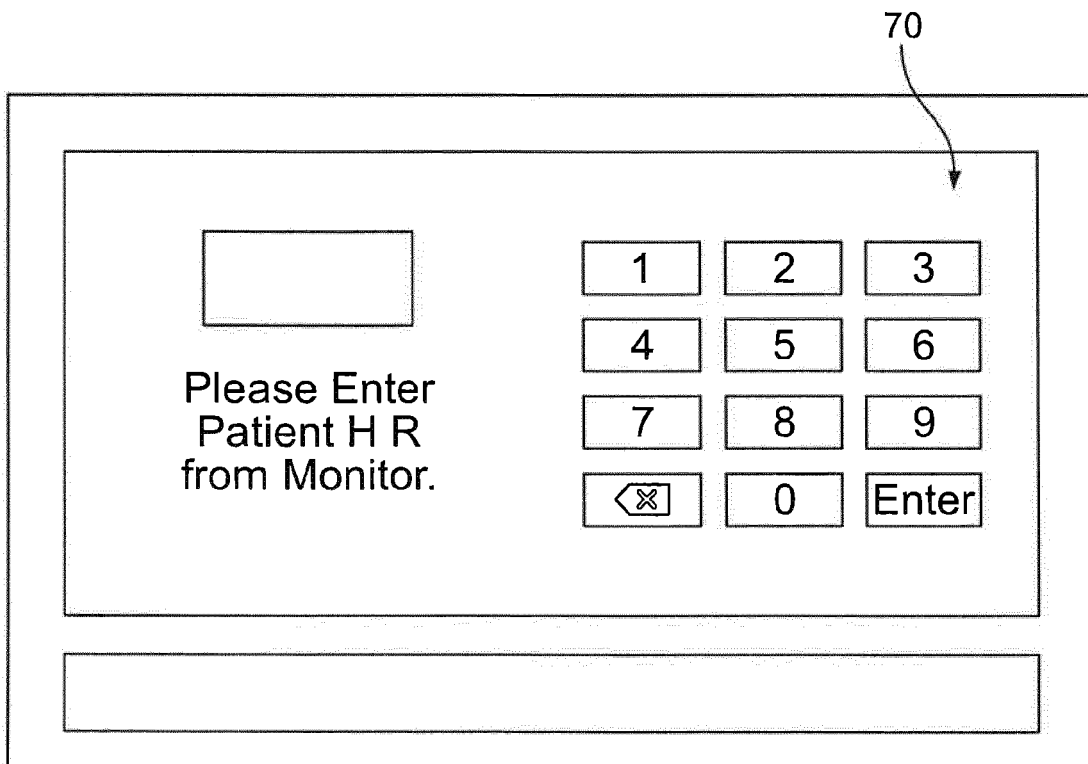 70
1 2 3
4 5 6
7 8 9
0 Enter
Please Enter
Patient H R
from Monitor.